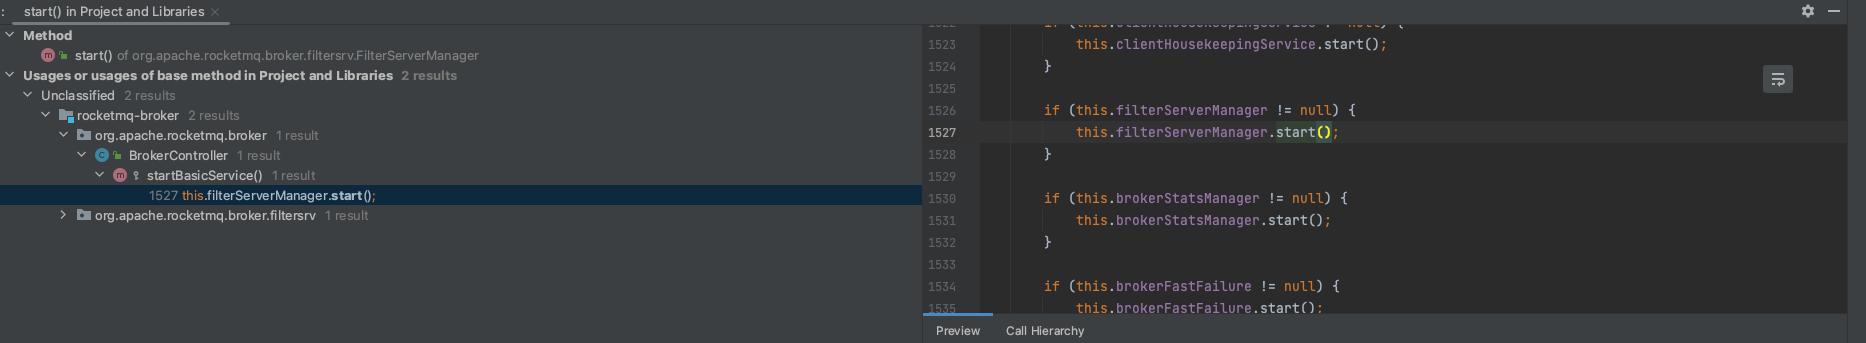 : start() in Project and Libraries
Method
start() of org.apache.rocketmq.broker.filtersrv.FilterServerManager
Usages or usages of base method in Project and Libraries 2 results
Unclassified 2 results
rocketmq-broker 2 results
org.apache.rocketmq.broker 1 result
BrokerController 1 result
startBasicService() 1 result
1527 this.filterServerManager.start();
org.apache.rocketmq.broker.filtersrv 1 result
1522 if (this.clientHousekeepingService != null) {
1523 this.clientHousekeepingService.start();
1524 }
1525
1526 if (this.filterServerManager != null) {
1527 this.filterServerManager.start();
1528 }
1529
1530 if (this.brokerStatsManager != null) {
1531 this.brokerStatsManager.start();
1532 }
1533
1534 if (this.brokerFastFailure != null) {
1535 this.brokerFastFailure.start();
Preview Call Hierarchy